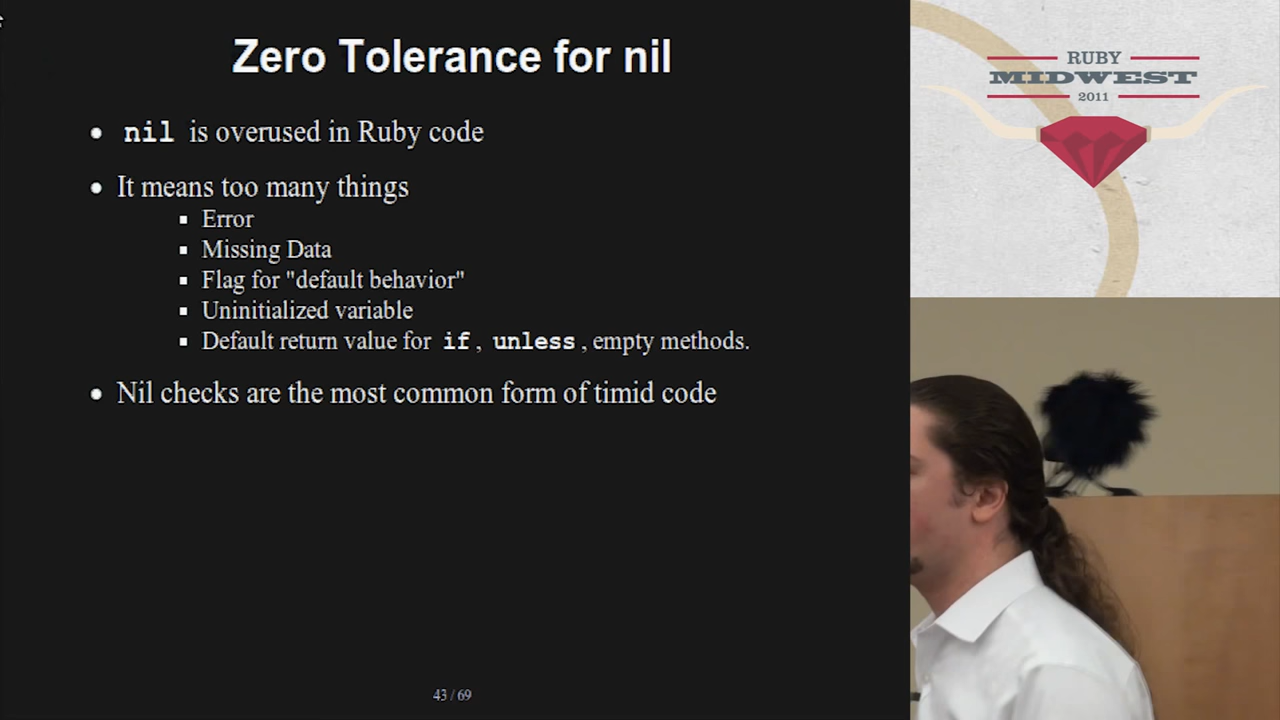 Zero Tolerance for nil
nil is overused in Ruby code
It means too many things
Error
Missing Data
Flag for "default behavior"
Uninitialized variable
Default return value for if, unless, empty methods.
Nil checks are the most common form of timid code
43 / 69
RUBY
MIDWEST
2011